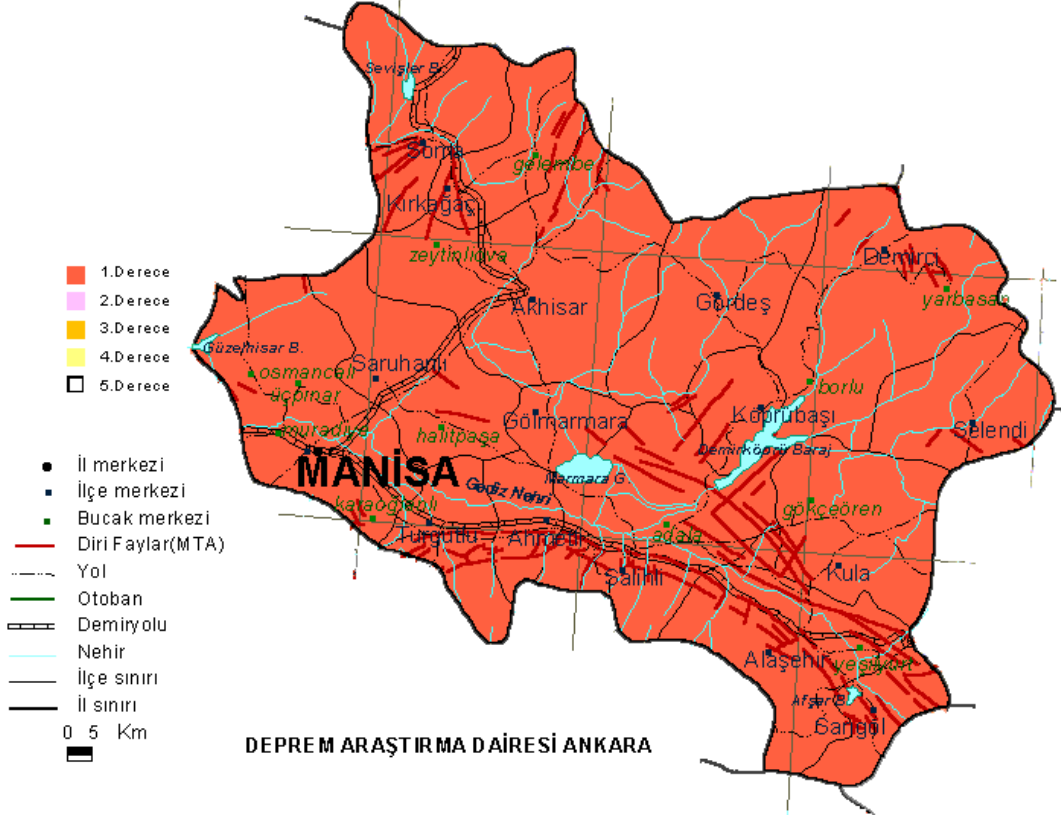 Sevişler B.
Soma
gelembe
Kırkağaç
zeytinliova
Demirci
yarbasan
1.Derece
2.Derece
3.Derece
4.Derece
5.Derece
Akhisar
Gördeş
Güzelhisar B.
Saruhanlı
osmancalı
üçpınar
borlu
Köprübaşı
Gölmarmara
muradiye
halitpaşa
Selendi
Demirköprü Baraj
MANİSA
Marmara G.
Gediz Nehri
karaoğlanlı
gökçeören
Turgutlu
Ahmetli
adala
Salihli
Kula
Alaşehir
yeşilyurt
Afşar B.
Sarıgöl
İl merkezi
İlçe merkezi
Bucak merkezi
Diri Faylar(MTA)
Yol
Otoban
Demiryolu
Nehir
İlçe sınırı
İl sınırı
0 5 Km
DEPREM ARAŞTIRMA DAİRESİ ANKARA